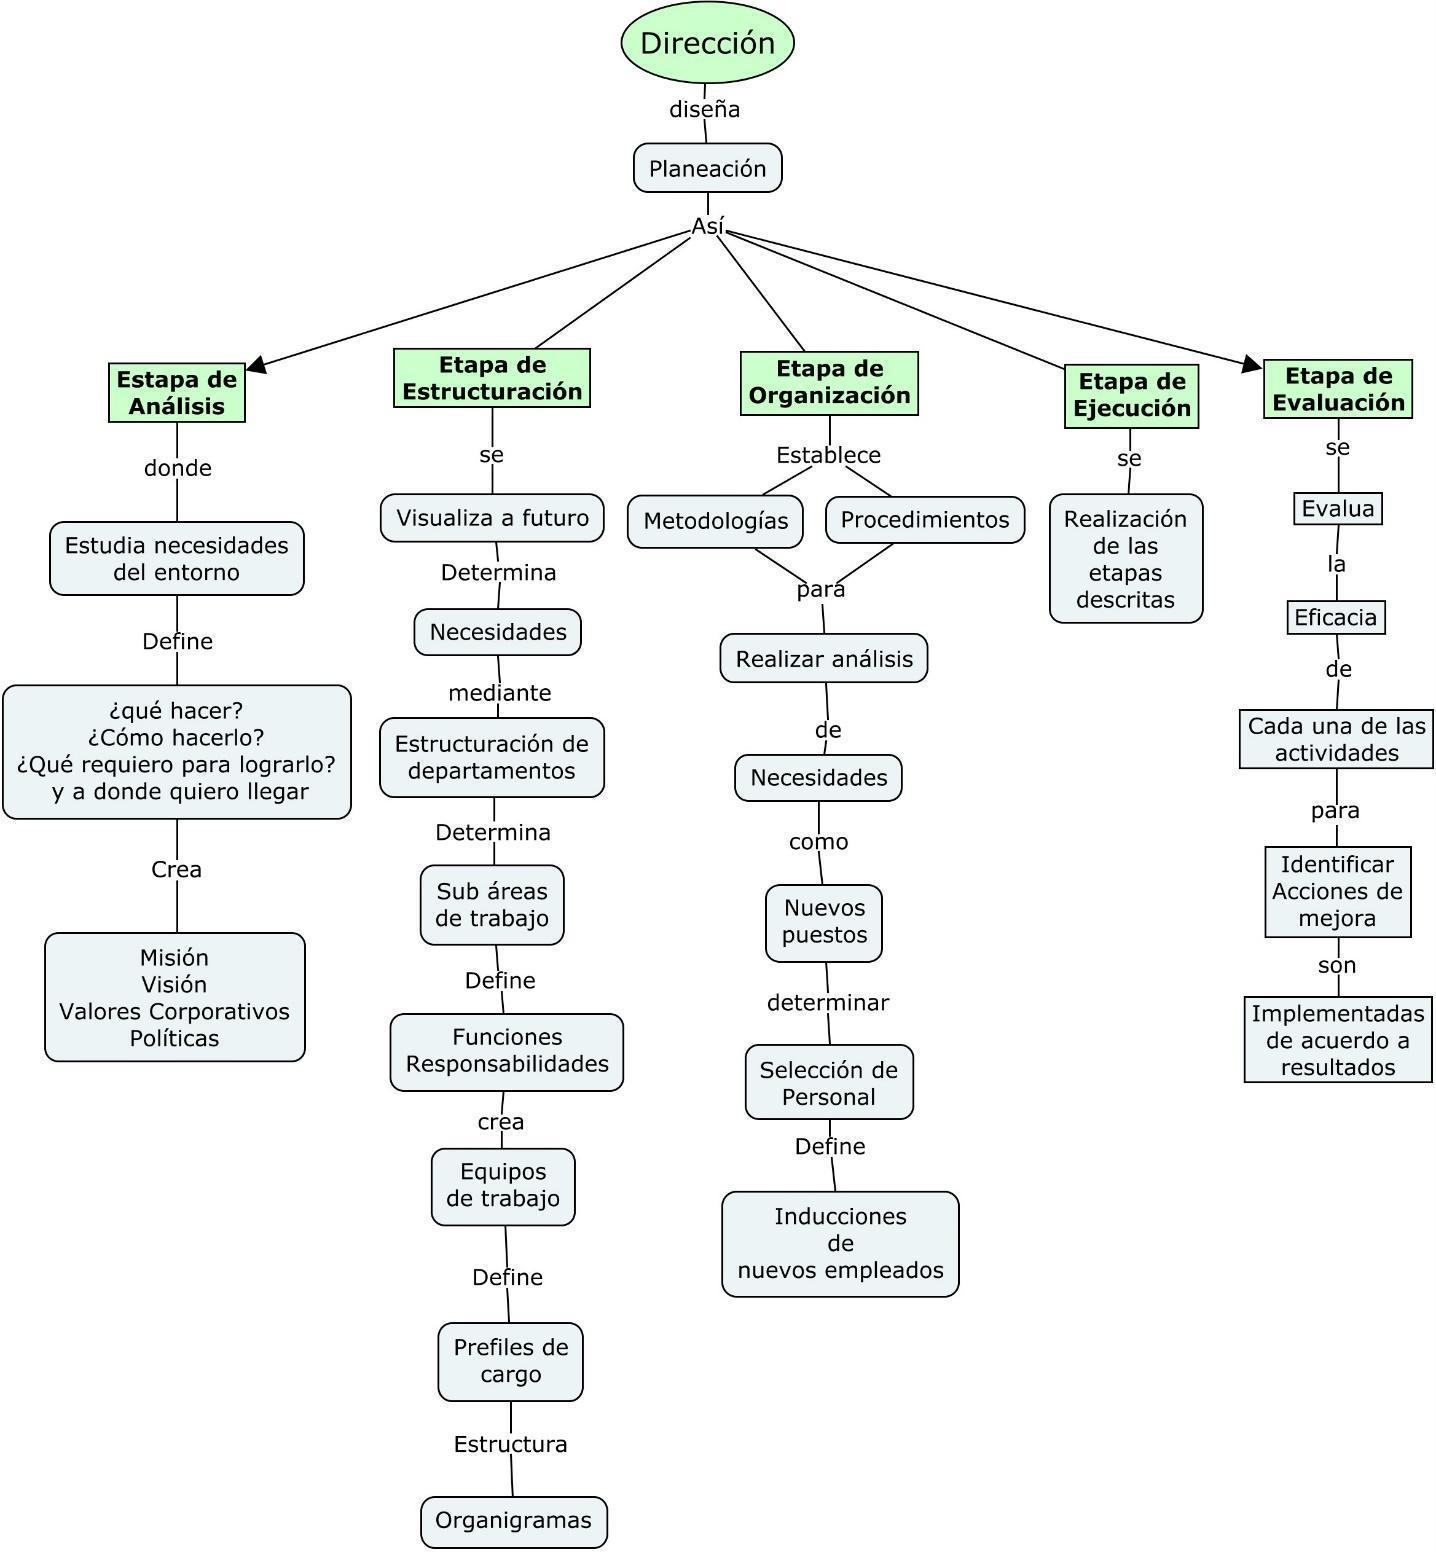 Dirección
diseña
Planeación
Así
Estapa de
Análisis
donde
Estudia necesidades
del entorno
Define
¿qué hacer?
¿Cómo hacerlo?
¿Qué requiero para lograrlo?
y a donde quiero llegar
Crea
Misión
Visión
Valores Corporativos
Políticas
Etapa de
Estructuración
se
Visualiza a futuro
Determina
Necesidades
mediante
Estructuración de
departamentos
Determina
Sub áreas
de trabajo
Define
Funciones
Responsabilidades
crea
Equipos
de trabajo
Define
Prefiles de
cargo
Estructura
Organigramas
Etapa de
Organización
Establece
Metodologías
Procedimientos
para
Realizar análisis
de
Necesidades
como
Nuevos
puestos
determinar
Selección de
Personal
Define
Inducciones
de
nuevos empleados
Etapa de
Ejecución
se
Realización
de las
etapas
descritas
Etapa de
Evaluación
se
Evalua
la
Eficacia
de
Cada una de las
actividades
para
Identificar
Acciones de
mejora
son
Implementadas
de acuerdo a
resultados